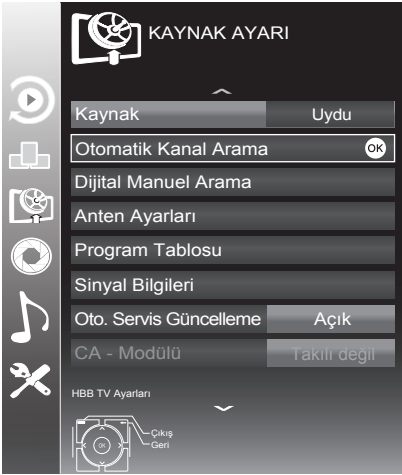 KAYNAK AYARI
Kaynak Uydu
Otomatik Kanal Arama OK
Dijital Manuel Arama
Anten Ayarları
Program Tablosu
Sinyal Bilgileri
Oto. Servis Güncelleme Açık
CA - Modülü Takılı değil
HBB TV Ayarları
Çıkış
OK Geri